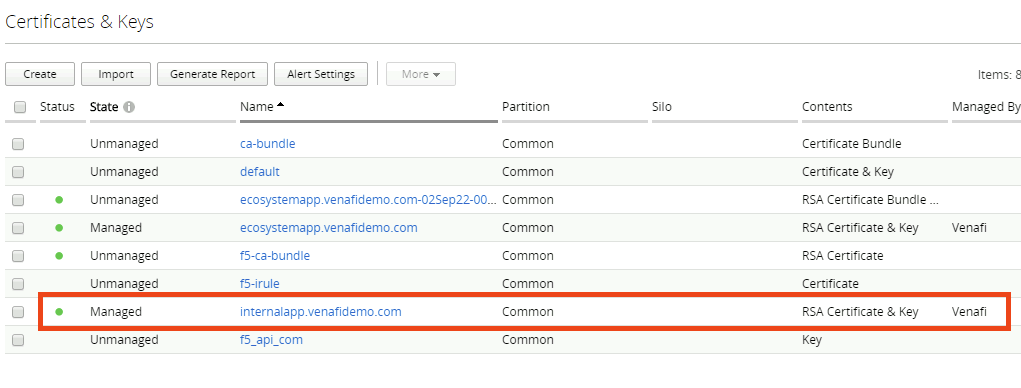 Certificates & Keys
Create Import Generate Report Alert Settings More Items: 8
Status State Name Partition Silo Contents Managed By
Unmanaged ca-bundle Common Certificate Bundle
Unmanaged default Common Certificate & Key
Unmanaged ecosystemapp.venafidemo.com-02Sep22-00... Common RSA Certificate Bundle ...
Managed ecosystemapp.venafidemo.com Common RSA Certificate & Key Venafi
Unmanaged f5-ca-bundle Common RSA Certificate
Unmanaged f5-irule Common Certificate
Managed internalapp.venafidemo.com Common RSA Certificate & Key Venafi
Unmanaged f5_api_com Common Key